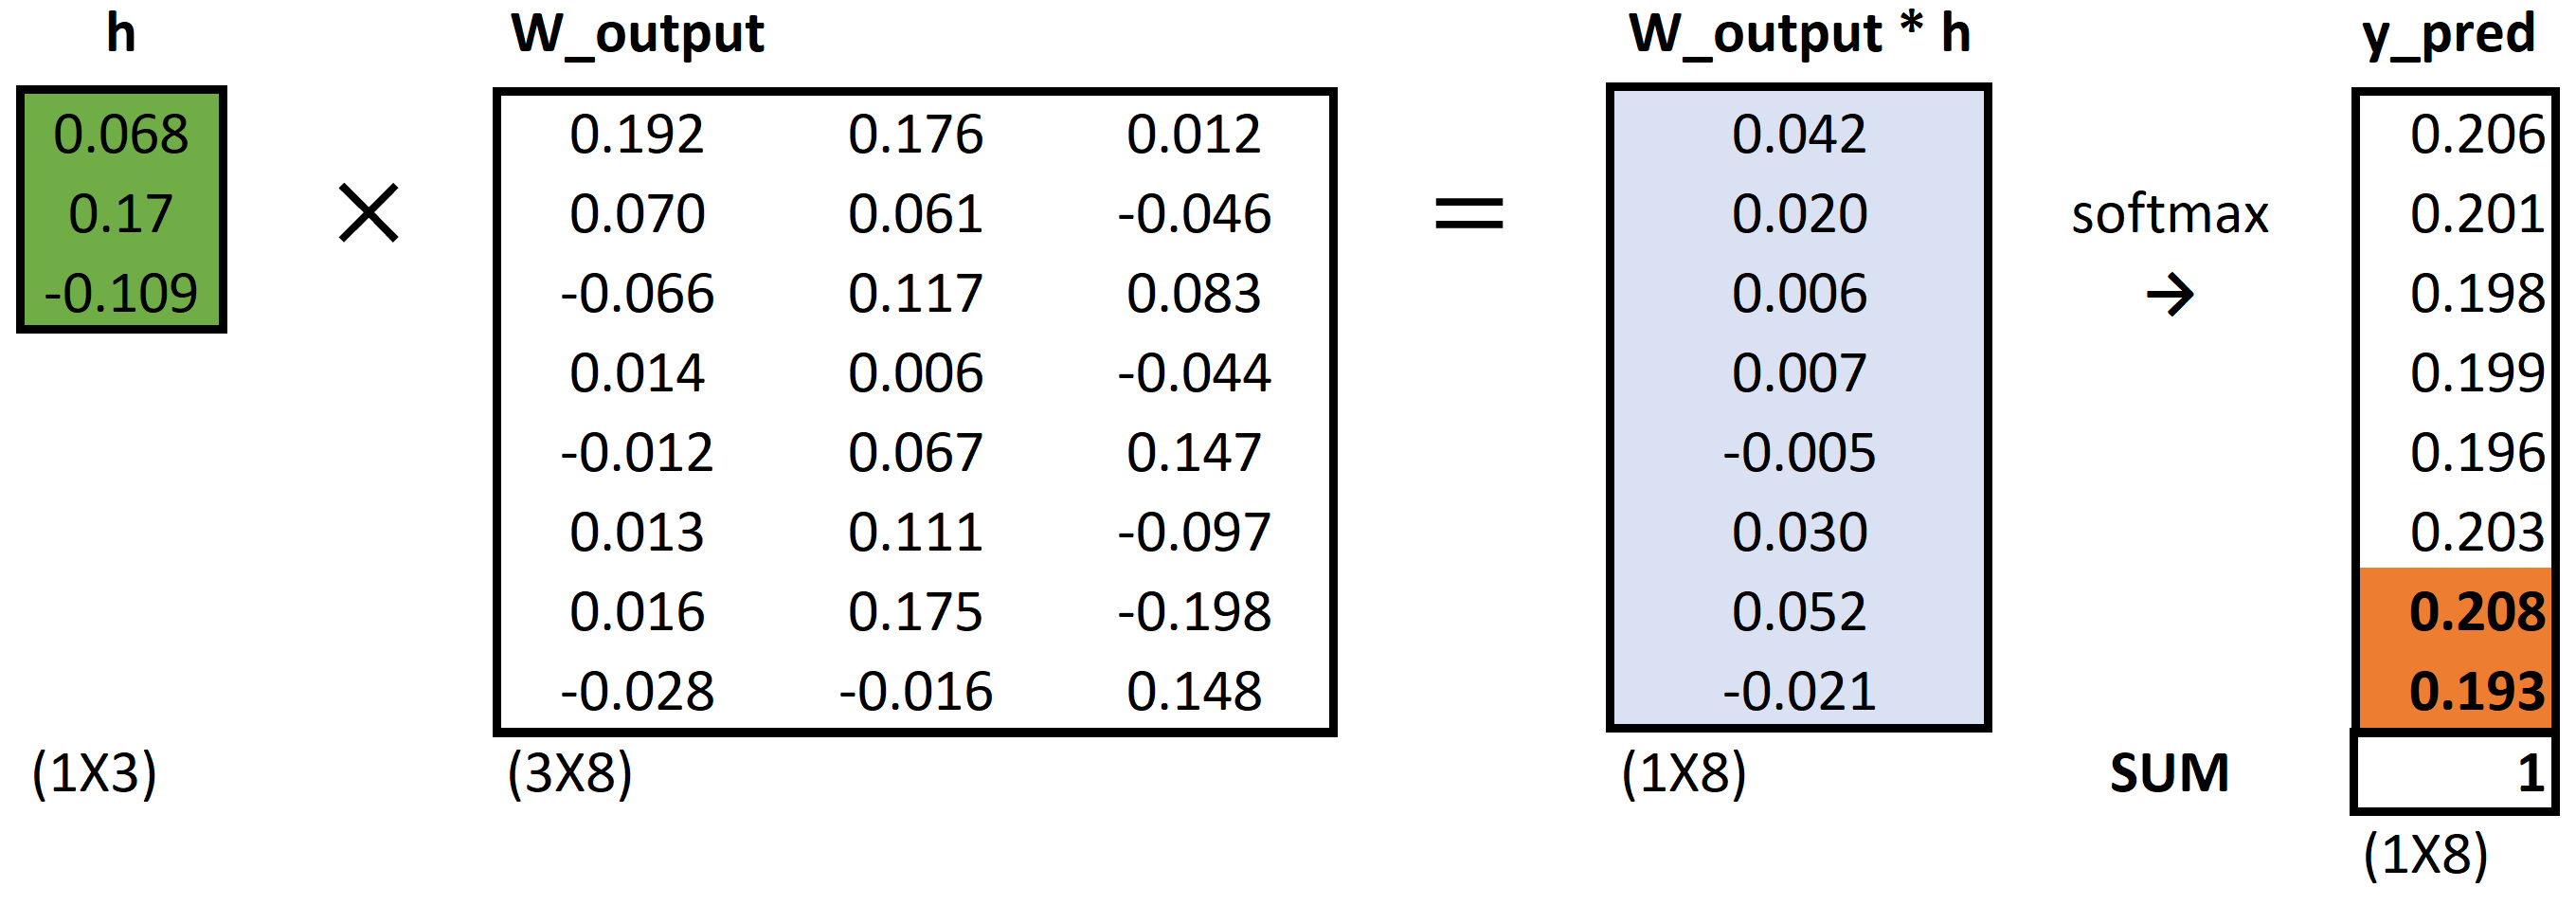 h W_output W_output * h y_pred
0.068 0.192 0.176 0.012 0.042 0.206
0.17 × 0.070 0.061 -0.046 = 0.020 softmax 0.201
-0.109 -0.066 0.117 0.083 0.006 → 0.198
0.014 0.006 -0.044 0.007 0.199
-0.012 0.067 0.147 -0.005 0.196
0.013 0.111 -0.097 0.030 0.203
0.016 0.175 -0.198 0.052 0.208
-0.028 -0.016 0.148 -0.021 0.193
(1X3) (3X8) (1X8) SUM 1
(1X8)